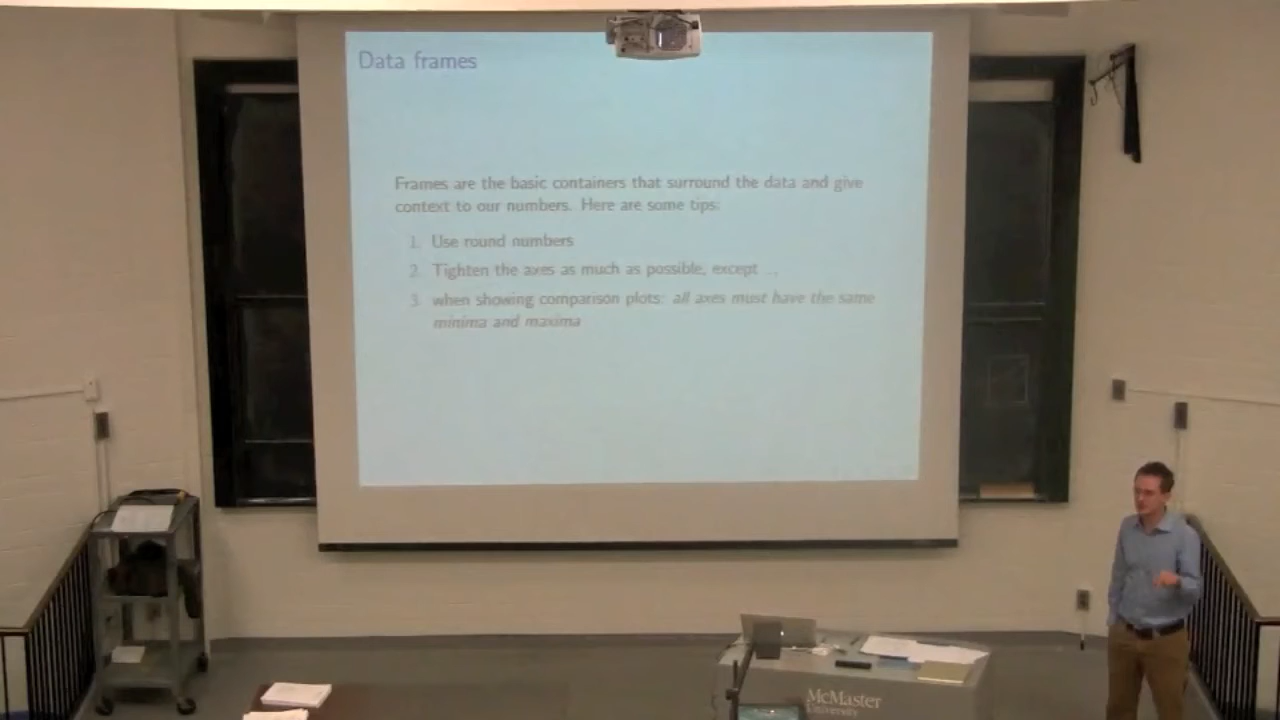 Data frames
Frames are the basic containers that surround the data and give
context to our numbers. Here are some tips:
1. Use round numbers
2. Tighten the axes as much as possible, except ...
3. when showing comparison plots: all axes must have the same
minima and maxima
McMaster
University